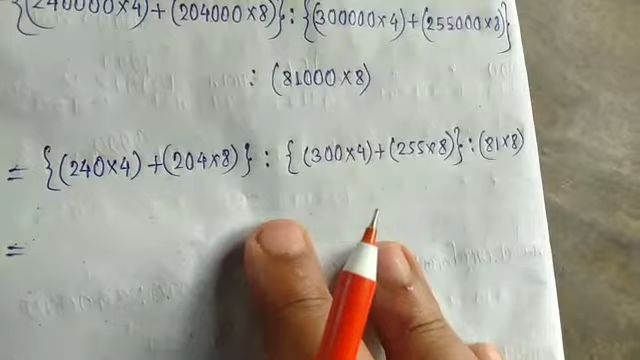 {(240000×4)+(204000×8)}:{(300000×4)+(255000×8)}
:(81000×8)
= {(240×4)+(204×8)}:{(300×4)+(255×8)}:(81×8)
=